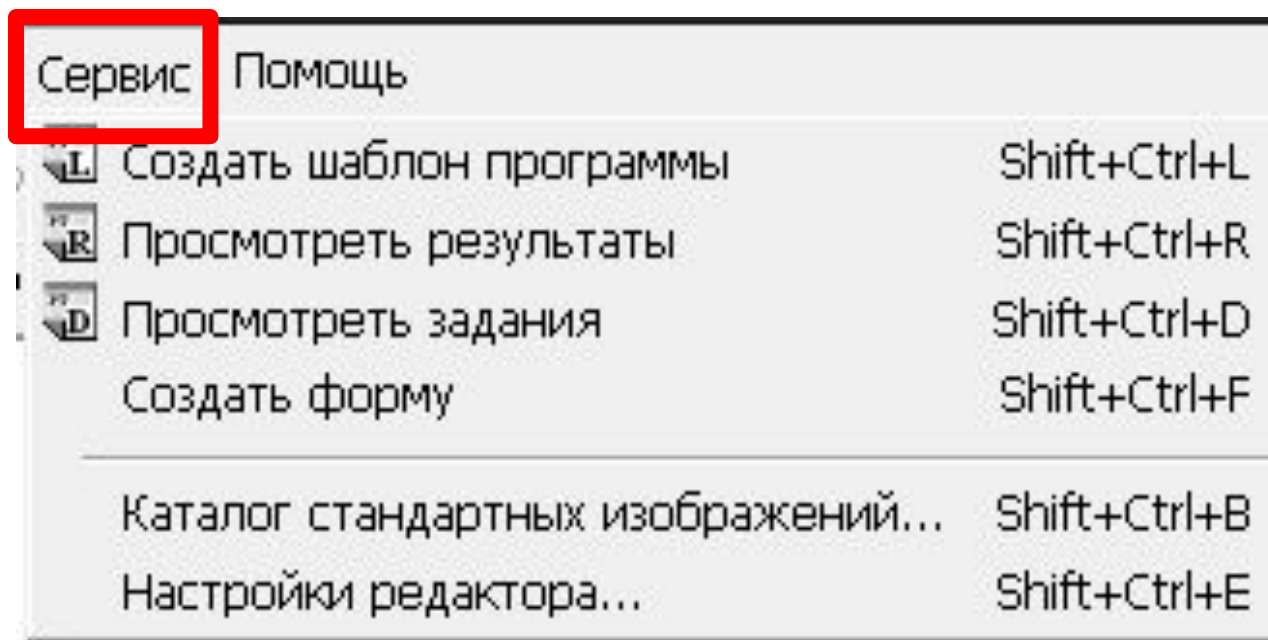 Сервис Помощь
L Создать шаблон программы Shift+Ctrl+L
R Просмотреть результаты Shift+Ctrl+R
D Просмотреть задания Shift+Ctrl+D
Создать форму Shift+Ctrl+F
Каталог стандартных изображений... Shift+Ctrl+B
Настройки редактора... Shift+Ctrl+E